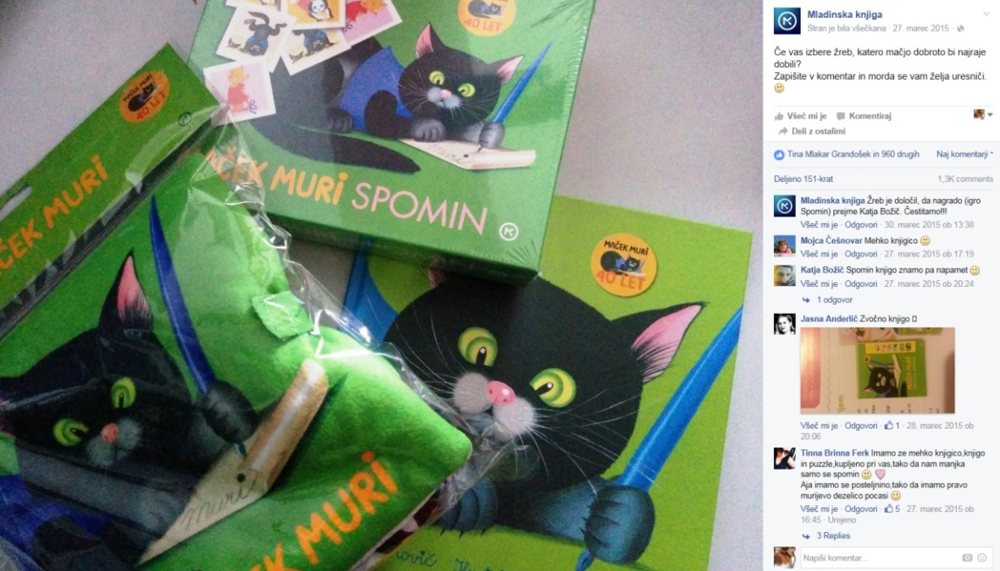 40 LET
MAČEK MURI
40 LET
MAČEK MURI SPOMIN
MAČEK MURI
MAČEK MURI
40 LET
Muri
MURI
Mladinska knjiga
Stran je bila všečkana · 27. marec 2015 ·
Če vas izbere žreb, katero mačjo dobroto bi najraje
dobili?
Zapišite v komentar in morda se vam želja uresniči.
Všeč mi je Komentiraj
Deli z ostalimi
Tina Mlakar Grandošek in 960 drugih Naj komentarji
Deljeno 151-krat 1,3K comments
Mladinska knjiga Žreb je določil, da nagrado (igro
Spomin) prejme Katja Božič. Čestitamo!!!
Všeč mi je · Odgovori · 30. marec 2015 ob 13:38
Mojca Češnovar Mehko knjigico
Všeč mi je · Odgovori · 27. marec 2015 ob 17:19
Katja Božič Spomin knjigo znamo pa napamet
Všeč mi je · Odgovori · 27. marec 2015 ob 20:24
1 odgovor
Jasna Anderlič Zvočno knjigo
MAČEK MURI
Všeč mi je · Odgovori · 1 · 28. marec 2015 ob
20:06
Tinna Brinna Ferk Imamo ze mehko knjigico,knjigo
in puzzle,kupljeno pri vas,tako da nam manjka
samo se spomin
Aja imamo se posteljnino,tako da imamo pravo
murijevo dezelico pocasi
Všeč mi je · Odgovori · 5 · 27. marec 2015 ob
16:45 · Urejeno
3 Replies
Napiši komentar...